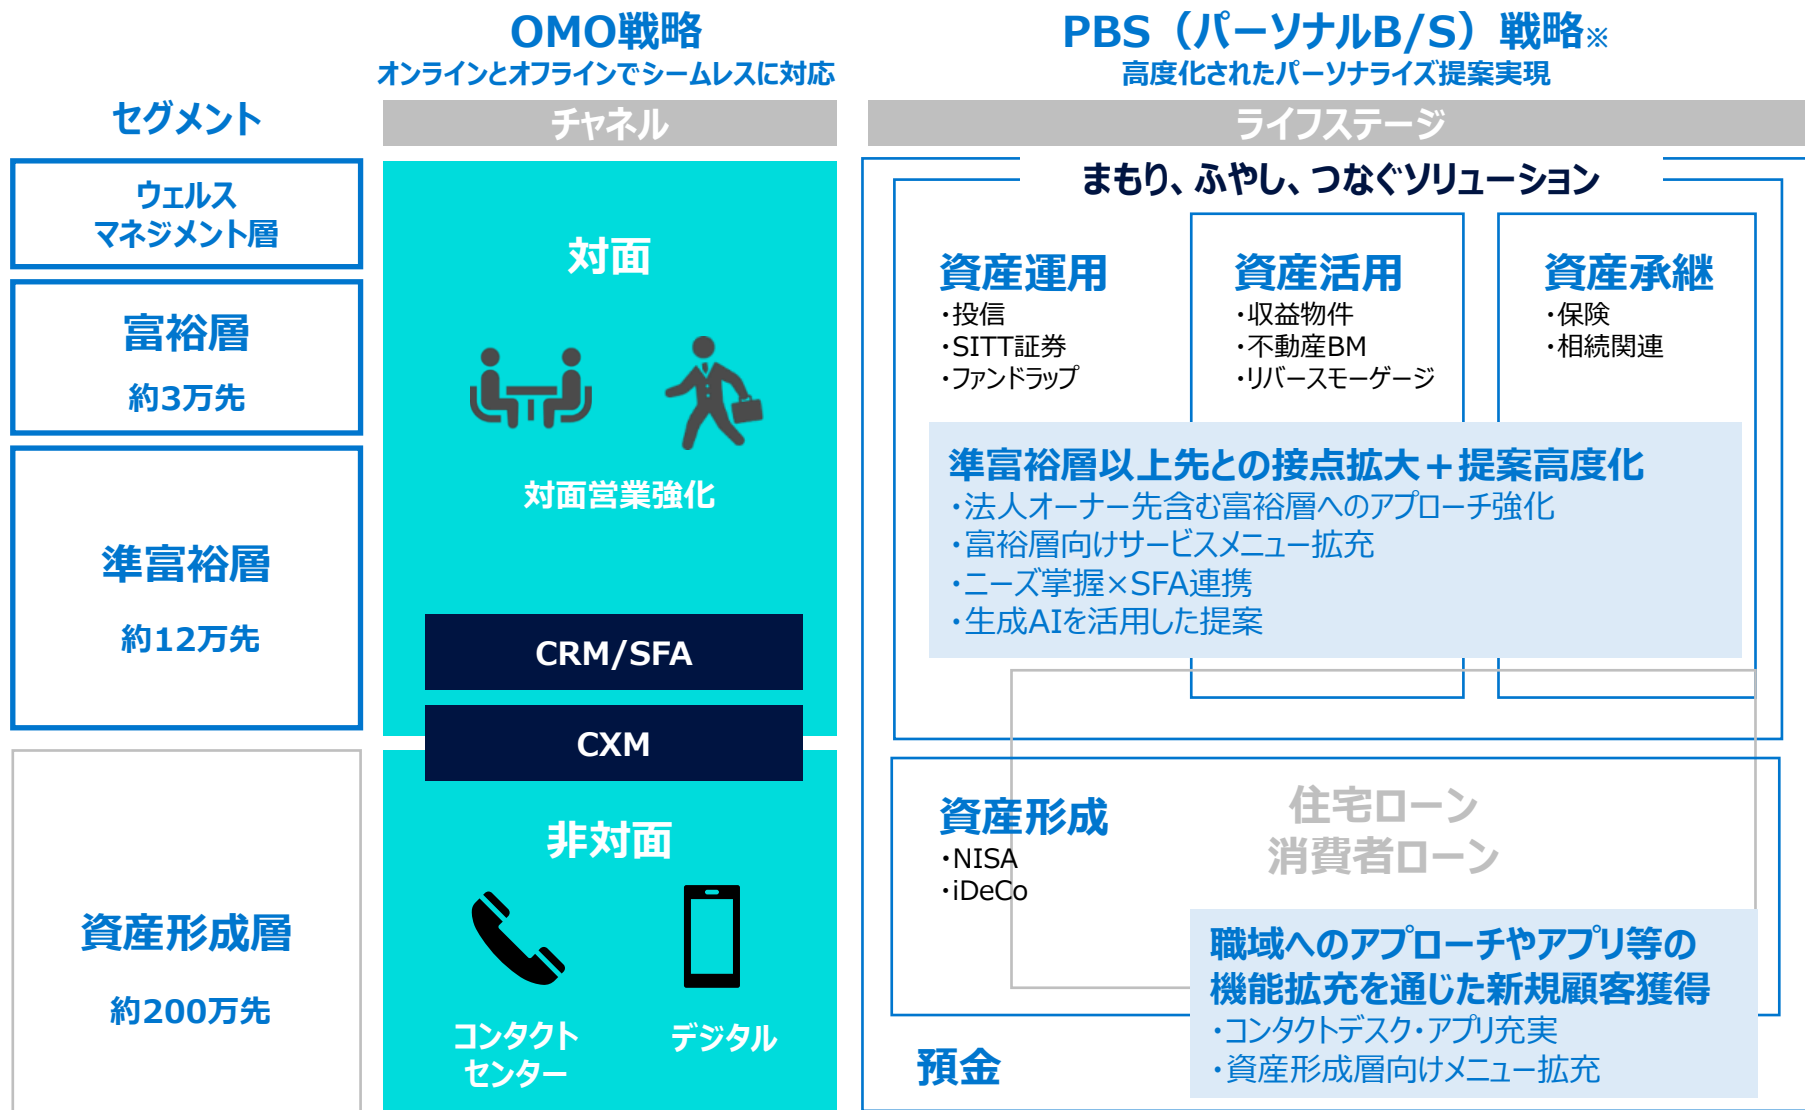 OMO戦略
オンラインとオフラインでシームレスに対応
PBS（パーソナルB/S）戦略※
高度化されたパーソナライズ提案実現
セグメント
チャネル
ライフステージ
ウェルス
マネジメント層
富裕層
約3万先
準富裕層
約12万先
資産形成層
約200万先
対面
対面営業強化
CRM/SFA
CXM
非対面
コンタクト
センター
デジタル
まもり、ふやし、つなぐソリューション
資産運用
・投信
・SITT証券
・ファンドラップ
資産活用
・収益物件
・不動産BM
・リバースモーゲージ
資産承継
・保険
・相続関連
準富裕層以上先との接点拡大＋提案高度化
・法人オーナー先含む富裕層へのアプローチ強化
・富裕層向けサービスメニュー拡充
・ニーズ掌握×SFA連携
・生成AIを活用した提案
資産形成
・NISA
・iDeCo
住宅ローン
消費者ローン
職域へのアプローチやアプリ等の
機能拡充を通じた新規顧客獲得
・コンタクトデスク・アプリ充実
・資産形成層向けメニュー拡充
預金